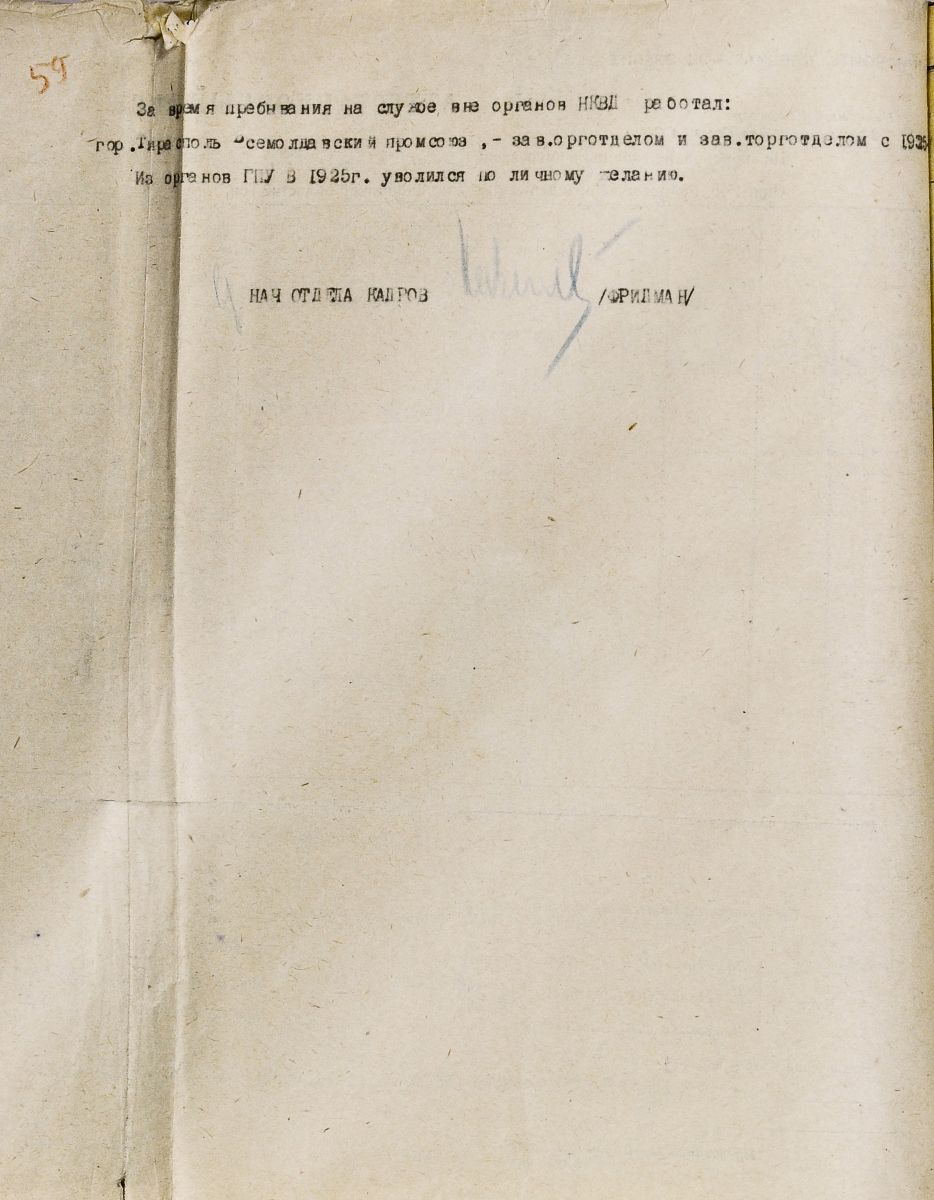 59
За время пребывания на службе вне органов НКВД работал:
гор.Тирасполь Всемолдавский промсоюз ,- зав.орготделом и зав.торготделом с
Из органов ГПУ в 1925г. уволился по личному желанию.
НАЧ ОТДЕЛА КАДРОВ /ФРИДМАН/